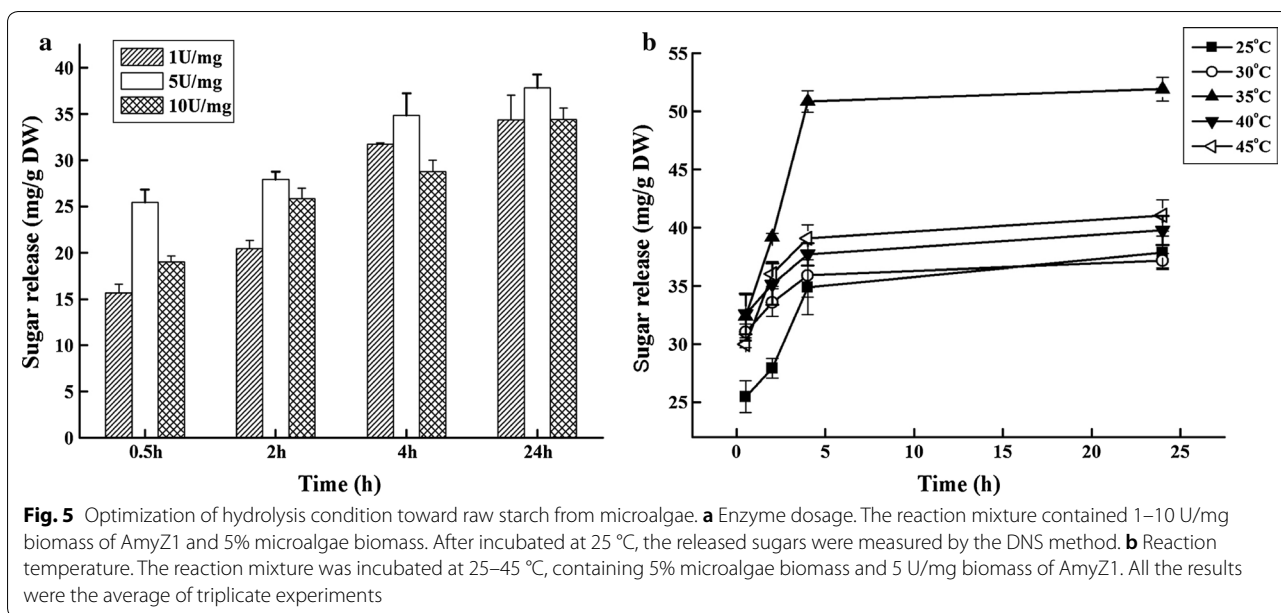 a
1U/mg
5U/mg
10U/mg
Sugar release (mg/g DW)
40
35
30
25
20
15
10
5
0
0.5h 2h 4h 24h
Time (h)
b
25°C
30°C
35°C
40°C
45°C
Sugar release (mg/g DW)
55
50
45
40
35
30
25
0 5 10 15 20 25
Time (h)
Fig. 5 Optimization of hydrolysis condition toward raw starch from microalgae. a Enzyme dosage. The reaction mixture contained 1–10 U/mg
biomass of AmyZ1 and 5% microalgae biomass. After incubated at 25 °C, the released sugars were measured by the DNS method. b Reaction
temperature. The reaction mixture was incubated at 25–45 °C, containing 5% microalgae biomass and 5 U/mg biomass of AmyZ1. All the results
were the average of triplicate experiments